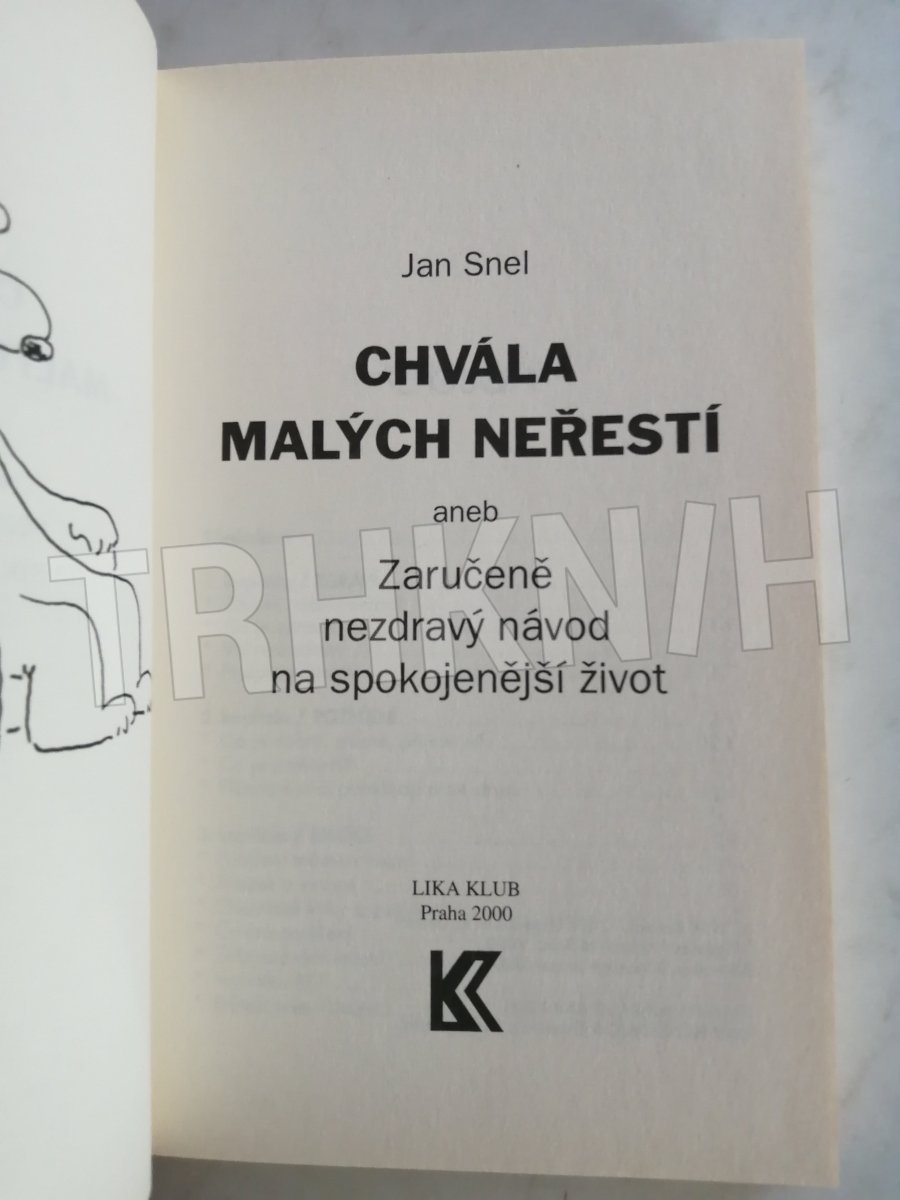 Jan Snel
CHVÁLA
MALÝCH NEŘESTÍ
aneb
Zaručeně
nezdravý návod
na spokojenější život
TRHKNIH
LIKA KLUB
Praha 2000